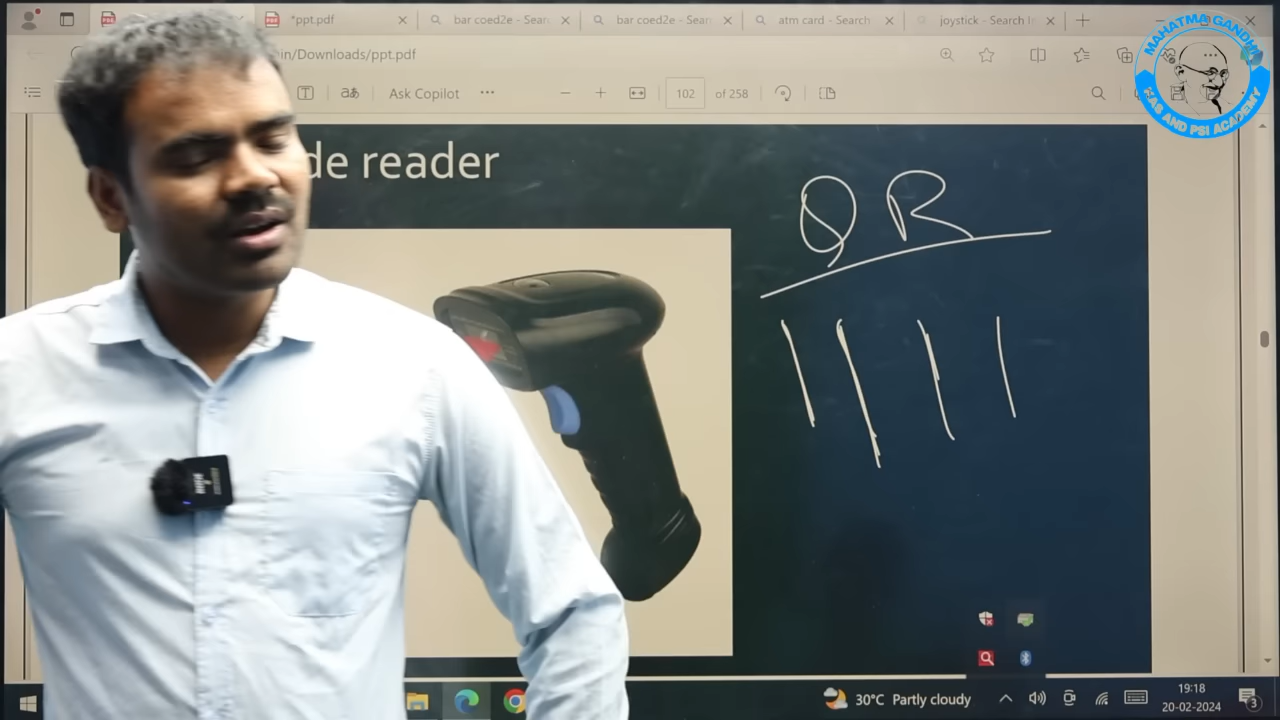 *ppt.pdf
bar coed2e - Sear
bar coed2e - Sear
atm card - Search
joystick - Search I
in/Downloads/ppt.pdf
Ask Copilot
102 of 258
MAHATMA GANDHI
KAS AND PSI ACADEMY
de reader
QR
30°C Partly cloudy
19:18
20-02-2024
3